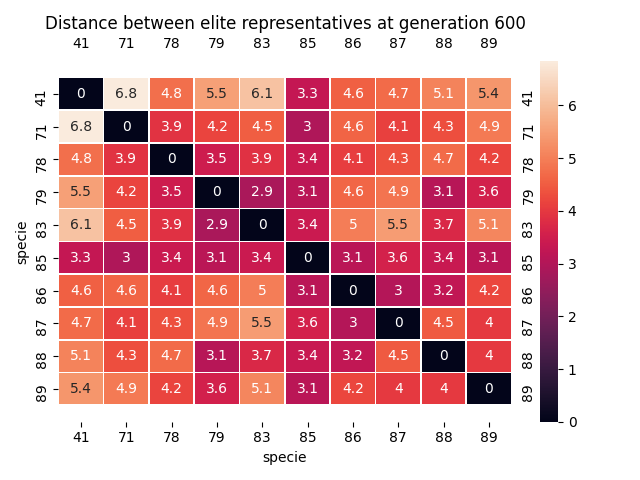 Distance between elite representatives at generation 600
41 71 78 79 83 85 86 87 88 89
41 0 6.8 4.8 5.5 6.1 3.3 4.6 4.7 5.1 5.4 41
71 6.8 0 3.9 4.2 4.5 3 4.6 4.1 4.3 4.9 71
78 4.8 3.9 0 3.5 3.9 3.4 4.1 4.3 4.7 4.2 78
79 5.5 4.2 3.5 0 2.9 3.1 4.6 4.9 3.1 3.6 79
83 6.1 4.5 3.9 2.9 0 3.4 5 5.5 3.7 5.1 83
85 3.3 3 3.4 3.1 3.4 0 3.1 3.6 3.4 3.1 85
86 4.6 4.6 4.1 4.6 5 3.1 0 3 3.2 4.2 86
87 4.7 4.1 4.3 4.9 5.5 3.6 3 0 4.5 4 87
88 5.1 4.3 4.7 3.1 3.7 3.4 3.2 4.5 0 4 88
89 5.4 4.9 4.2 3.6 5.1 3.1 4.2 4 4 0 89
41 71 78 79 83 85 86 87 88 89
specie
specie
6
5
4
3
2
1
0